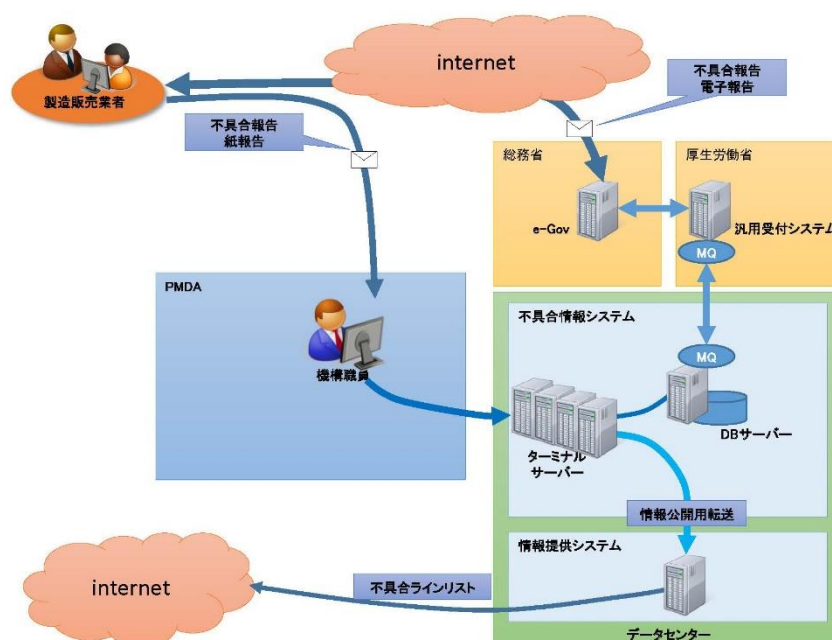 internet
製造販売業者
不具合報告
紙報告
不具合報告
電子報告
総務省
e-Gov
厚生労働省
汎用受付システム
MQ
PMDA
機構職員
不具合情報システム
MQ
DBサーバー
ターミナル
サーバー
情報公開用転送
情報提供システム
internet
不具合ラインリスト
データセンター